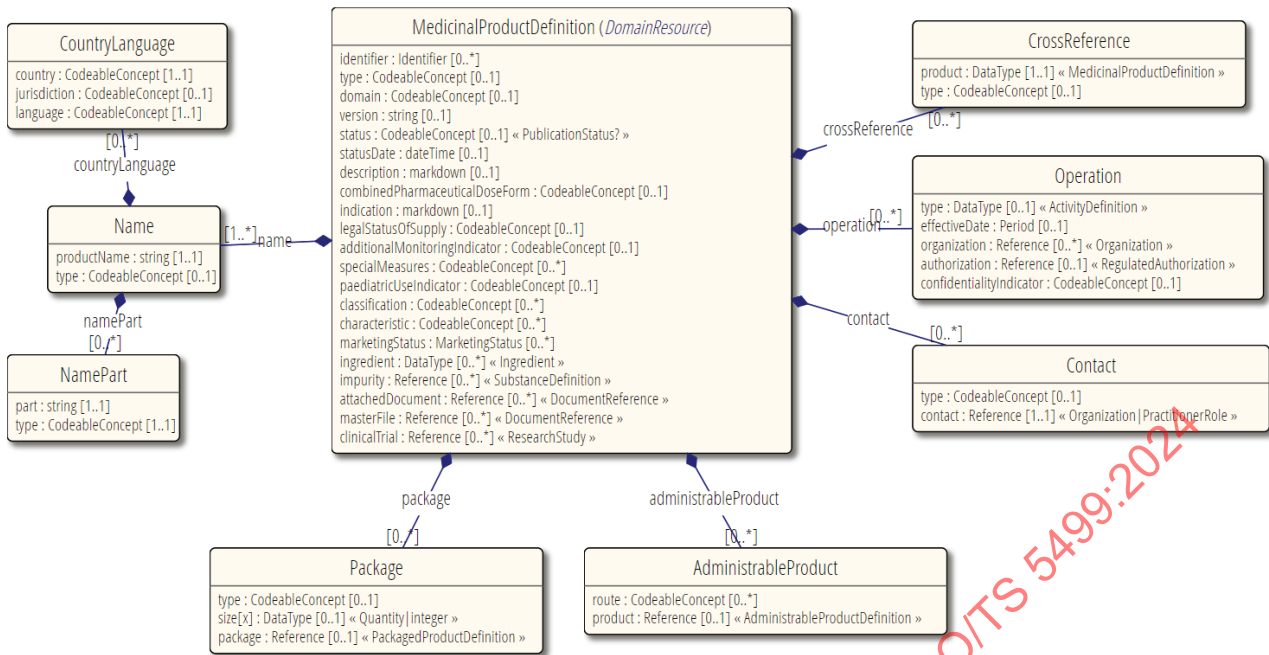 CountryLanguage
country : CodeableConcept [1..1]
jurisdiction : CodeableConcept [0..1]
language : CodeableConcept [1..1]
[0..*]
countryLanguage
Name
productName : string [1..1]
type : CodeableConcept [0..1]
[1..*]
name
namePart
[0..*]
NamePart
part : string [1..1]
type : CodeableConcept [1..1]
MedicinalProductDefinition (DomainResource)
identifier : Identifier [0..*]
type : CodeableConcept [0..1]
domain : CodeableConcept [0..1]
version : string [0..1]
status : CodeableConcept [0..1] « PublicationStatus? »
statusDate : dateTime [0..1]
description : markdown [0..1]
combinedPharmaceuticalDoseForm : CodeableConcept [0..1]
indication : markdown [0..1]
legalStatusOfSupply : CodeableConcept [0..1]
additionalMonitoringIndicator : CodeableConcept [0..1]
specialMeasures : CodeableConcept [0..*]
paediatricUseIndicator : CodeableConcept [0..1]
classification : CodeableConcept [0..*]
characteristic : CodeableConcept [0..*]
marketingStatus : MarketingStatus [0..*]
ingredient : DataType [0..*] « Ingredient »
impurity : Reference [0..*] « SubstanceDefinition »
attachedDocument : Reference [0..*] « DocumentReference »
masterFile : Reference [0..*] « DocumentReference »
clinicalTrial : Reference [0..*] « ResearchStudy »
CrossReference
product : DataType [1..1] « MedicinalProductDefinition »
type : CodeableConcept [0..1]
crossReference
[0..*]
Operation
type : DataType [0..1] « ActivityDefinition »
effectiveDate : Period [0..1]
organization : Reference [0..*] « Organization »
authorization : Reference [0..1] « RegulatedAuthorization »
confidentialityIndicator : CodeableConcept [0..1]
operation
[0..*]
contact
[0..*]
Contact
type : CodeableConcept [0..1]
contact : Reference [1..1] « Organization|PractitionerRole »
package
[0..*]
Package
type : CodeableConcept [0..1]
size[x] : DataType [0..1] « Quantity|integer »
package : Reference [0..1] « PackagedProductDefinition »
administrableProduct
[0..*]
AdministrableProduct
route : CodeableConcept [0..*]
product : Reference [0..1] « AdministrableProductDefinition »
O/TS 5499:2024